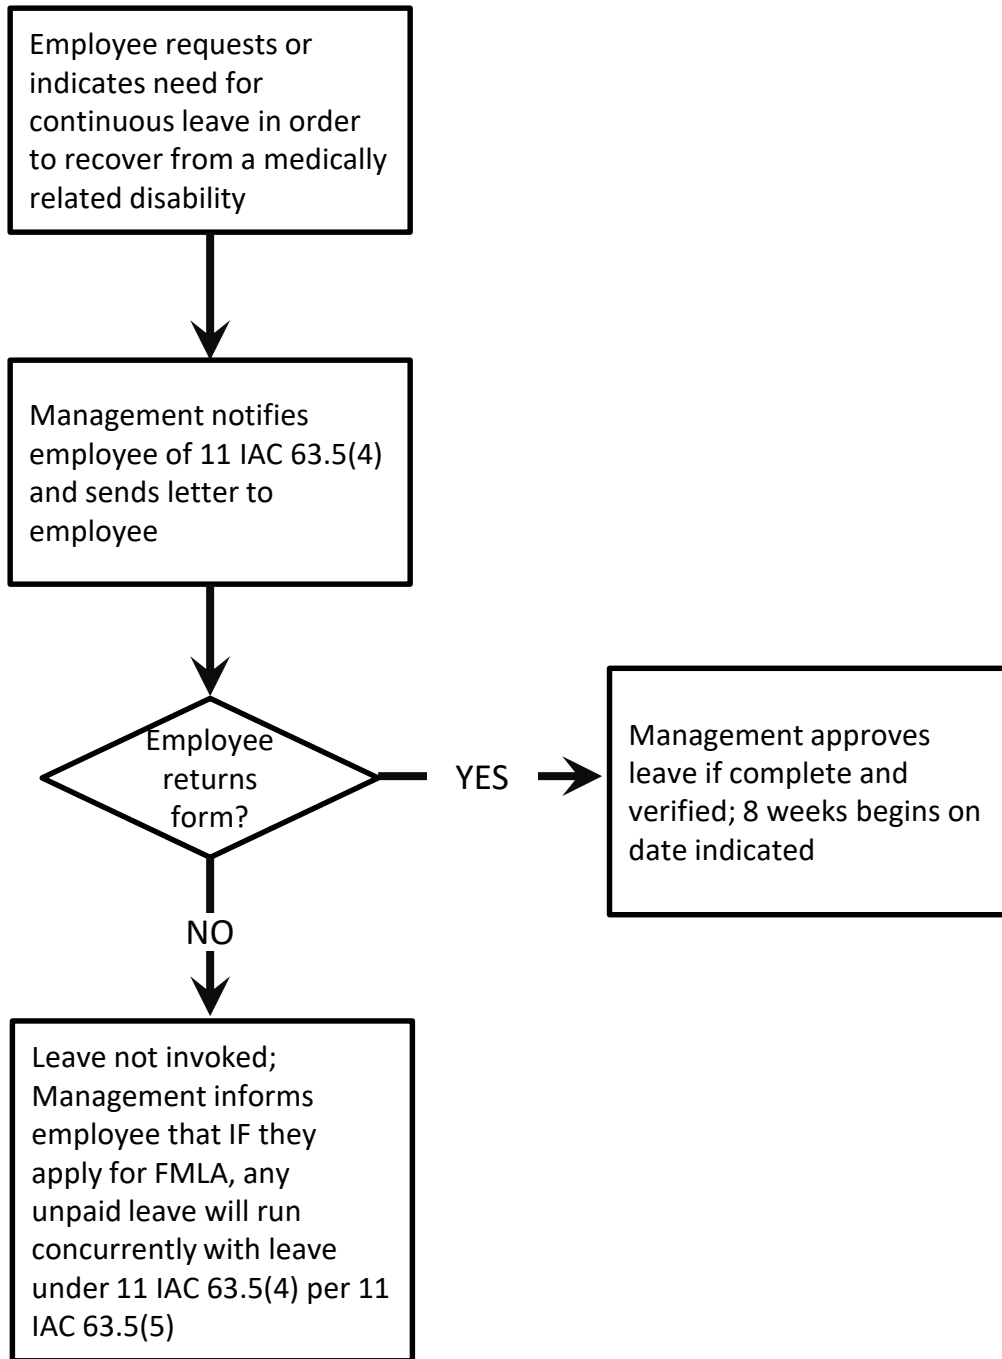 Employee requests or
indicates need for
continuous leave in order
to recover from a medically
related disability
Management notifies
employee of 11 IAC 63.5(4)
and sends letter to
employee
Employee
returns
form?
YES
Management approves
leave if complete and
verified; 8 weeks begins on
date indicated
NO
Leave not invoked;
Management informs
employee that IF they
apply for FMLA, any
unpaid leave will run
concurrently with leave
under 11 IAC 63.5(4) per 11
IAC 63.5(5)